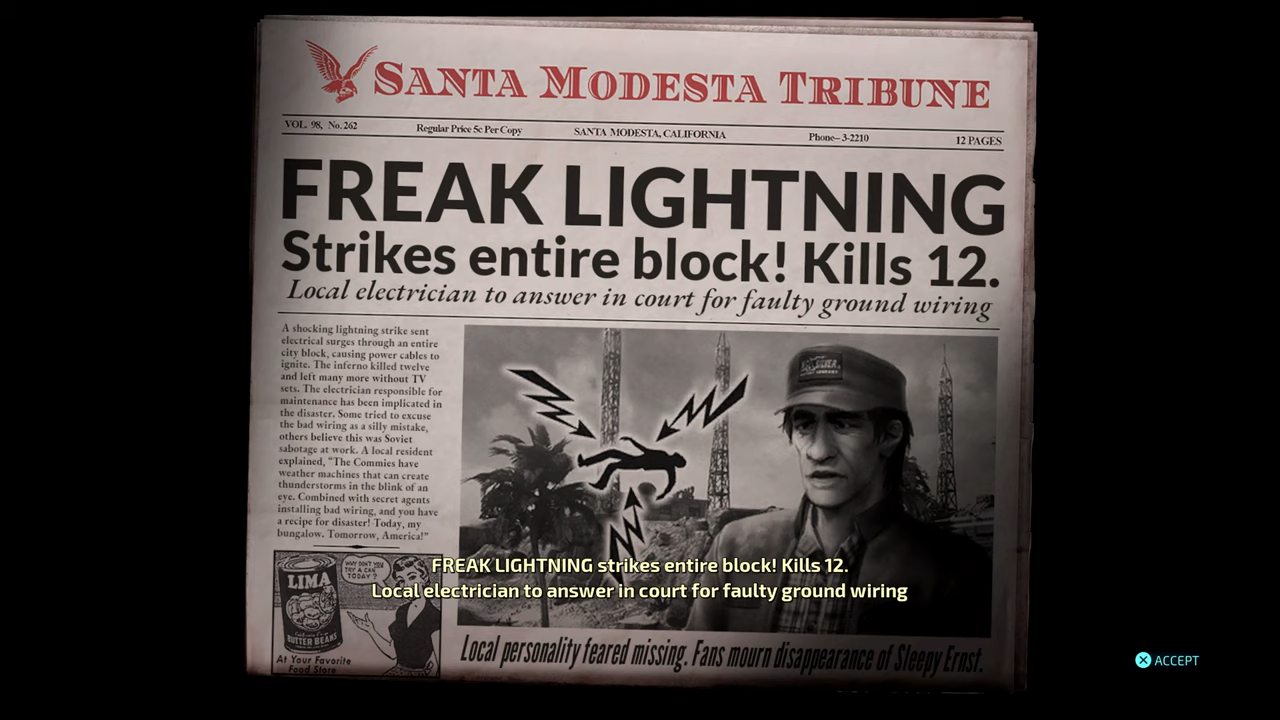 SANTA MODESTA TRIBUNE
VOL. 98, No. 262 Regular Price 5c Per Copy SANTA MODESTA, CALIFORNIA Phone– 3-2210 12 PAGES
FREAK LIGHTNING
Strikes entire block! Kills 12.
Local electrician to answer in court for faulty ground wiring
A shocking lightning strike sent
electrical surges through an entire
city block, causing power cables to
ignite. The inferno killed twelve
and left many more without TV
sets. The electrician responsible for
maintenance has been implicated in
the disaster. Some tried to excuse
the bad wiring as a silly mistake,
others believe this was Soviet
sabotage at work. A local resident
explained, "The Commies have
weather machines that can create
thunderstorms in the blink of an
eye. Combined with secret agents
installing bad wiring, and you have
a recipe for disaster! Today, my
bungalow. Tomorrow, America!"
WHY DON'T YOU
TRY A CAN
TODAY?
LIMA
BUTTER BEANS
At Your Favorite
Food Store
FREAK LIGHTNING strikes entire block! Kills 12.
Local electrician to answer in court for faulty ground wiring
Local personality feared missing. Fans mourn disappearance of Sleepy Ernst.
ACCEPT